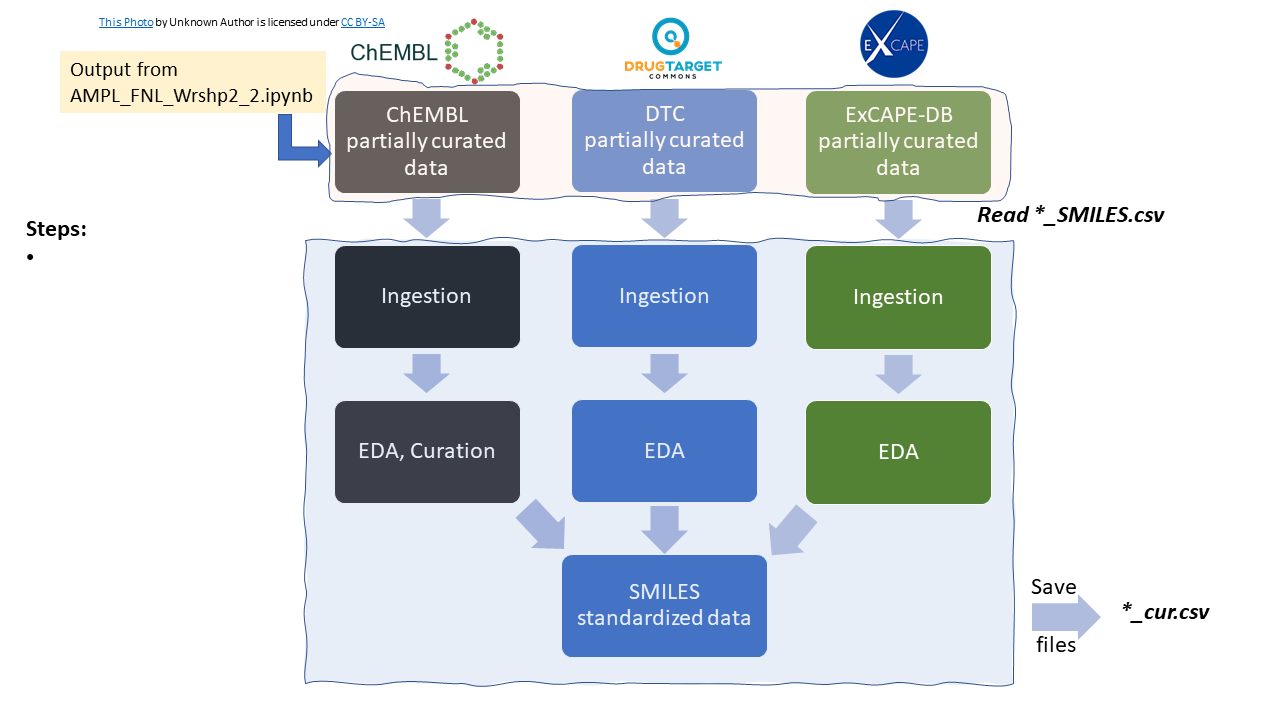 This Photo by Unknown Author is licensed under CC BY-SA
ChEMBL
DRUGTARGET
COMMONS
EXCAPE
Output from
AMPL_FNL_Wrshp2_2.ipynb
ChEMBL
partially curated
data
DTC
partially curated
data
ExCAPE-DB
partially curated
data
Read *_SMILES.csv
Steps:
•
Ingestion
Ingestion
Ingestion
EDA, Curation
EDA
EDA
SMILES
standardized data
Save
files
*_cur.csv